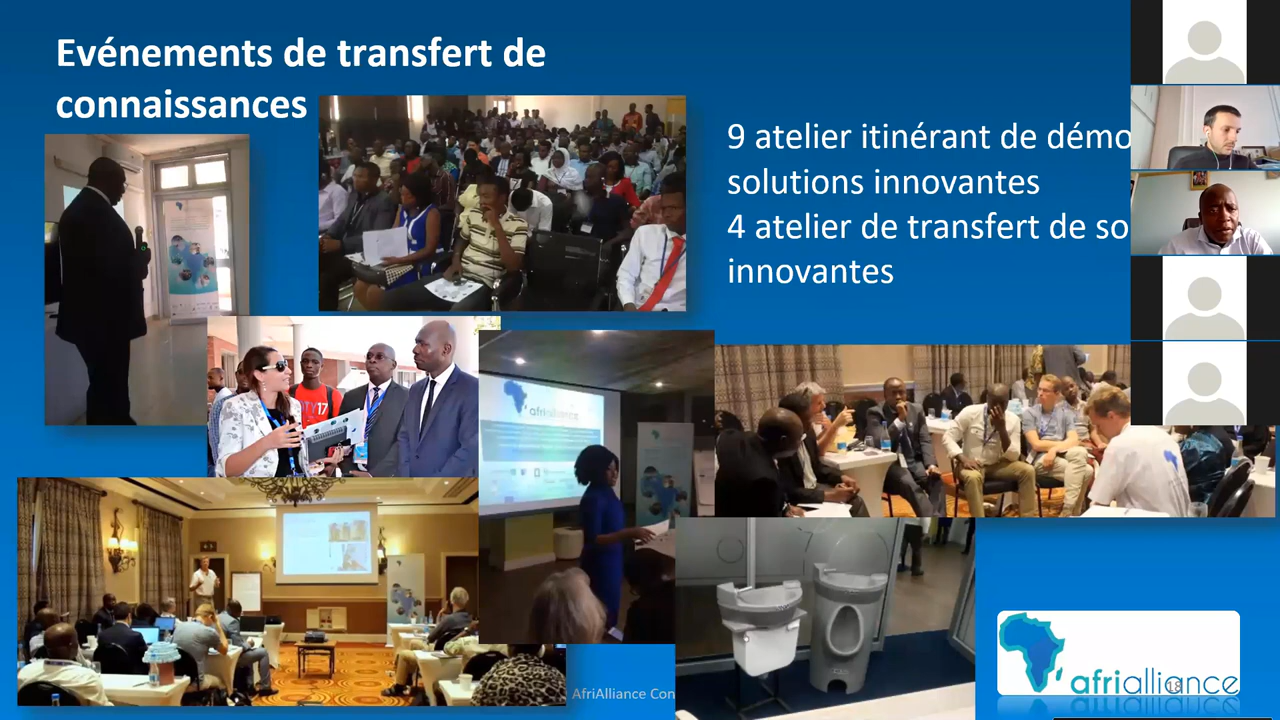 Evénements de transfert de
connaissances
9 atelier itinérant de démo
solutions innovantes
4 atelier de transfert de so
innovantes
TY17
afrialliance
AfriAlliance Con
afrialliance